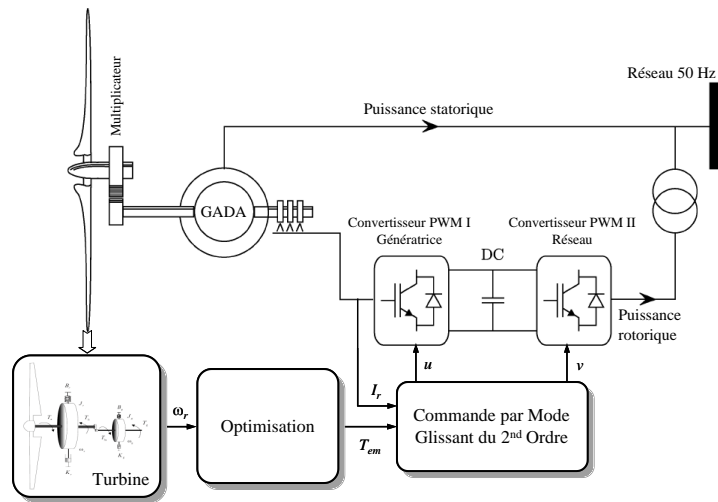 Réseau 50 Hz
Multiplicateur
Puissance statorique
GADA
Convertisseur PWM I
Génératrice
DC
Convertisseur PWM II
Réseau
Puissance
rotorique
u
v
ω_r
Optimisation
I_r
T_em
Commande par Mode
Glissant du 2nd Ordre
Turbine